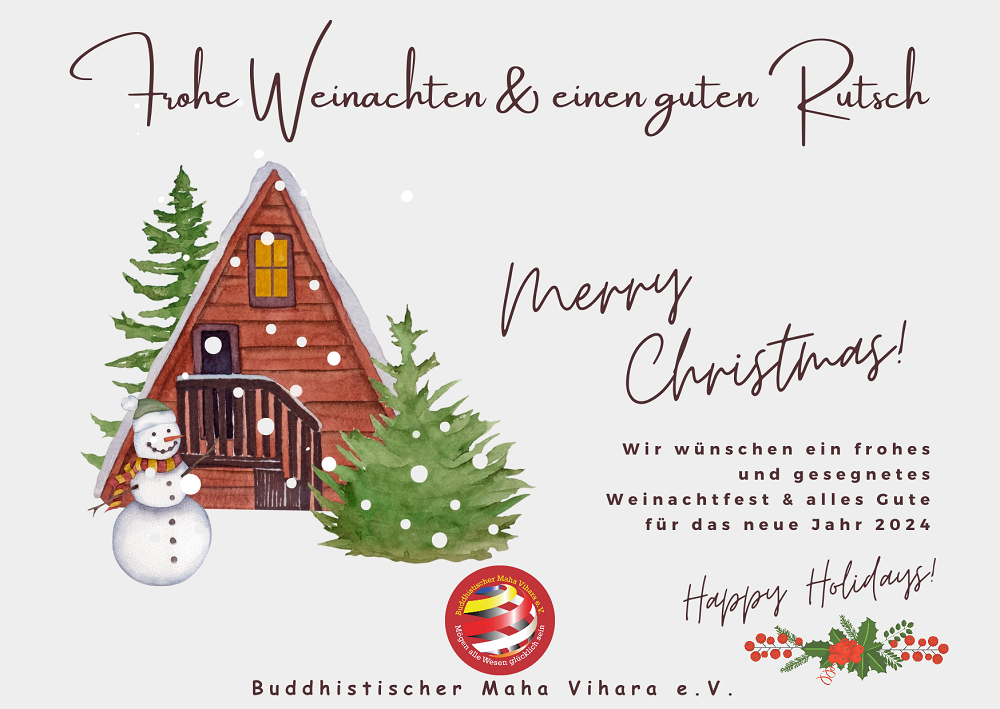 Frohe Weinachten & einen guten Rutsch
Merry
Christmas!
Wir wünschen ein frohes
und gesegnetes
Weinachtfest & alles Gute
für das neue Jahr 2024
Happy Holidays!
Buddhistischer Maha Vihara e.V.
Mögen alle Wesen glücklich sein
Buddhistischer Maha Vihara e.V.